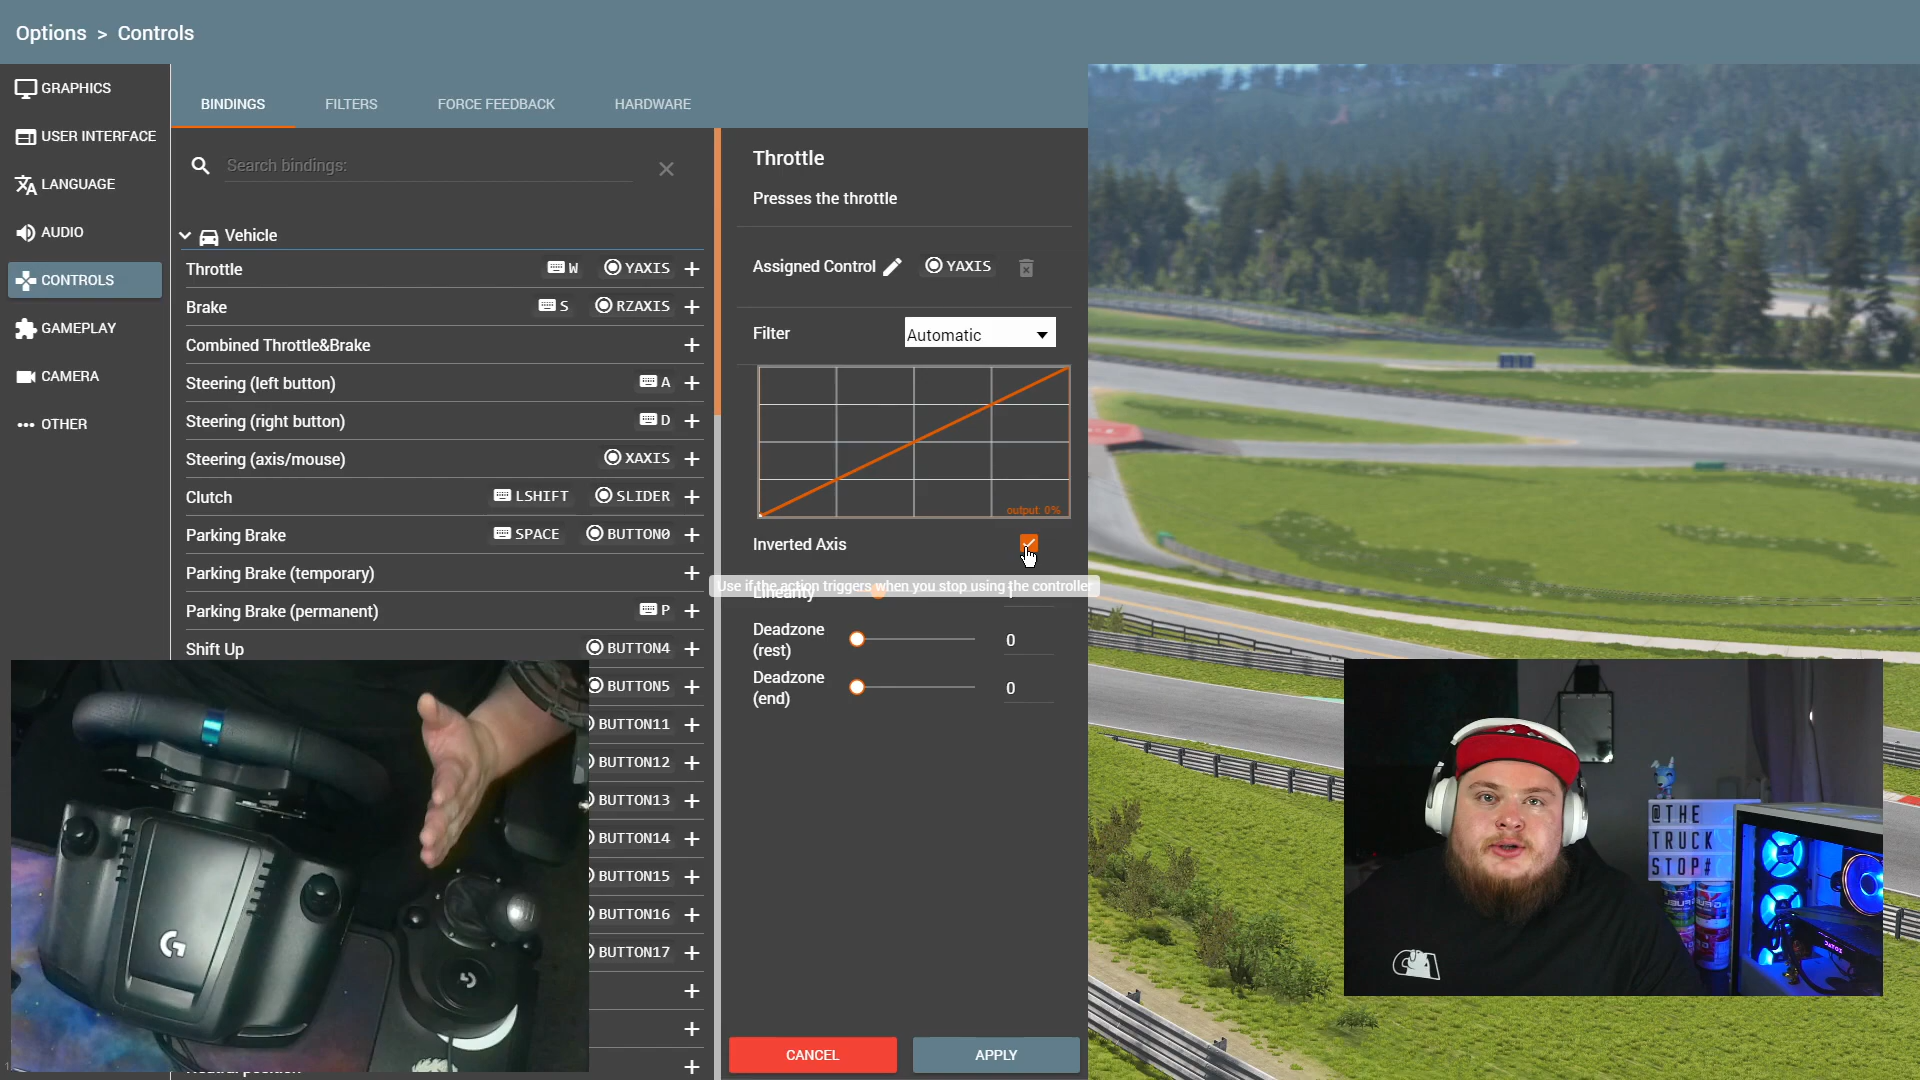 Options > Controls
GRAPHICS
USER INTERFACE
LANGUAGE
AUDIO
CONTROLS
GAMEPLAY
CAMERA
OTHER
BINDINGS
FILTERS
FORCE FEEDBACK
HARDWARE
Search bindings:
Vehicle
Throttle W YAXIS
Brake S RZAXIS
Combined Throttle&Brake
Steering (left button) A
Steering (right button) D
Steering (axis/mouse) XAXIS
Clutch LSHIFT SLIDER
Parking Brake SPACE BUTTON0
Parking Brake (temporary)
Parking Brake (permanent) P
Shift Up BUTTON4
BUTTON5
BUTTON11
BUTTON12
BUTTON13
BUTTON14
BUTTON15
BUTTON16
BUTTON17
Throttle
Presses the throttle
Assigned Control YAXIS
Filter Automatic
output: 0%
Inverted Axis
Use if the action triggers when you stop using the controller
Linearity 1
Deadzone
(rest) 0
Deadzone
(end) 0
CANCEL
APPLY
@THE
TRUCK
STOP#